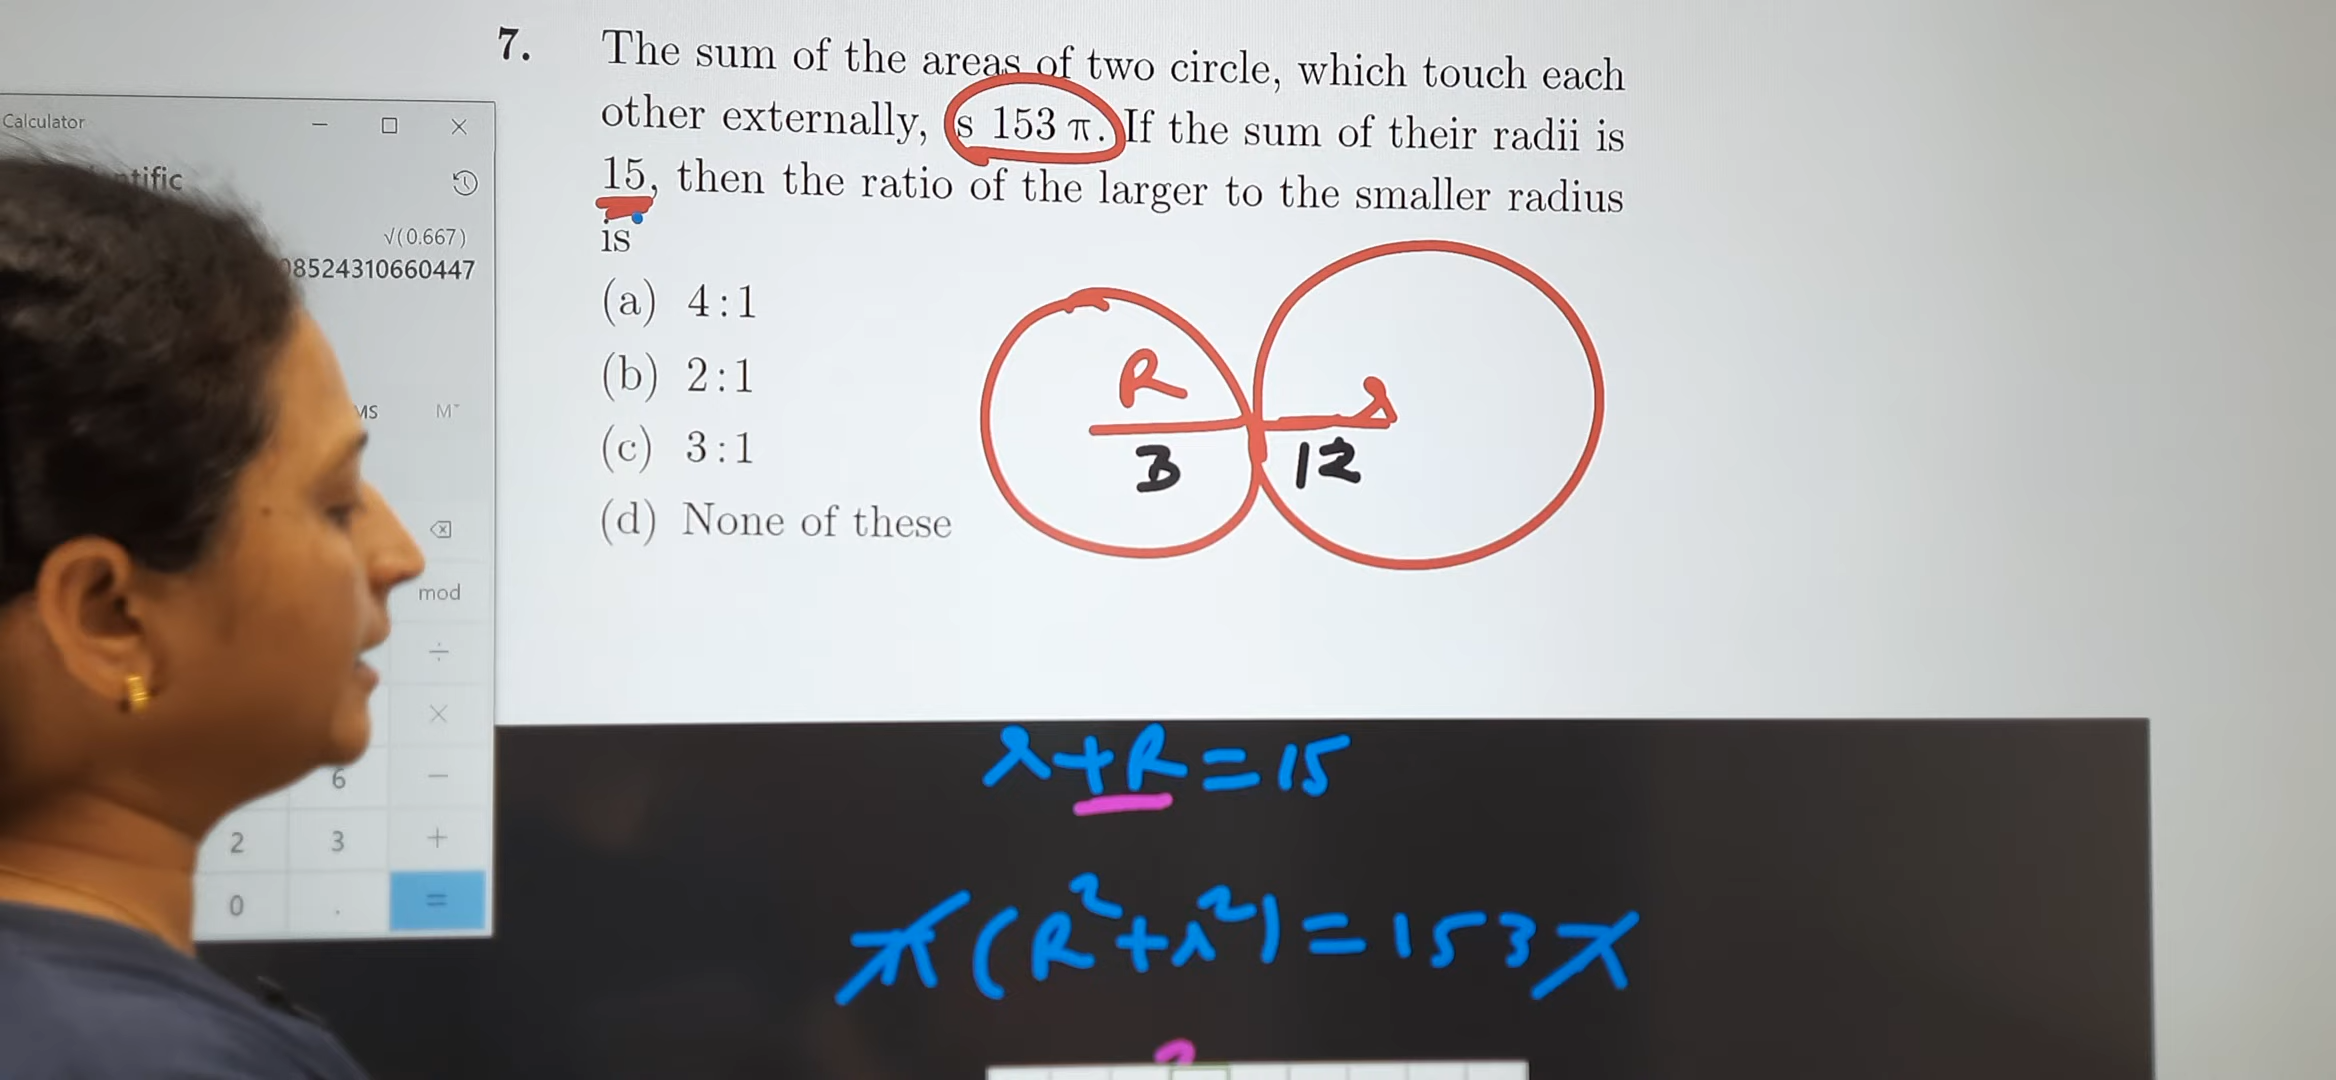 7. The sum of the areas of two circle, which touch each
other externally, s 153 π. If the sum of their radii is
15, then the ratio of the larger to the smaller radius
is
(a) 4:1
(b) 2:1
(c) 3:1
(d) None of these
R
r
3
12
r+R=15
π(R²+r²)=153π
Calculator
ntific
√(0.667)
08524310660447
MS M˅
mod
÷
×
6 −
2 3 +
0 . =